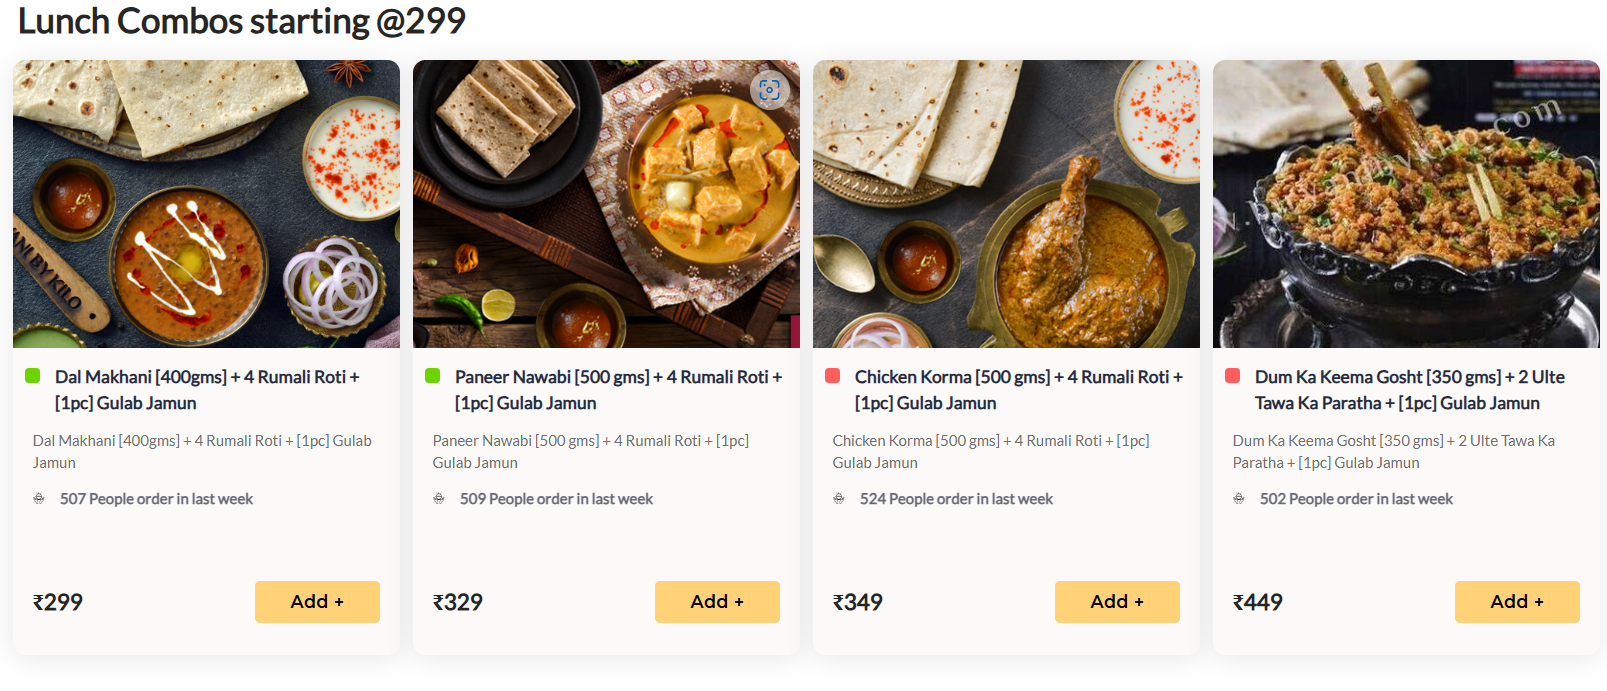 Lunch Combos starting @299
AN BY KILO
.com
Dal Makhani [400gms] + 4 Rumali Roti +
[1pc] Gulab Jamun
Dal Makhani [400gms] + 4 Rumali Roti + [1pc] Gulab
Jamun
507 People order in last week
₹299
Add +
Paneer Nawabi [500 gms] + 4 Rumali Roti +
[1pc] Gulab Jamun
Paneer Nawabi [500 gms] + 4 Rumali Roti + [1pc]
Gulab Jamun
509 People order in last week
₹329
Add +
Chicken Korma [500 gms] + 4 Rumali Roti +
[1pc] Gulab Jamun
Chicken Korma [500 gms] + 4 Rumali Roti + [1pc]
Gulab Jamun
524 People order in last week
₹349
Add +
Dum Ka Keema Gosht [350 gms] + 2 Ulte
Tawa Ka Paratha + [1pc] Gulab Jamun
Dum Ka Keema Gosht [350 gms] + 2 Ulte Tawa Ka
Paratha + [1pc] Gulab Jamun
502 People order in last week
₹449
Add +